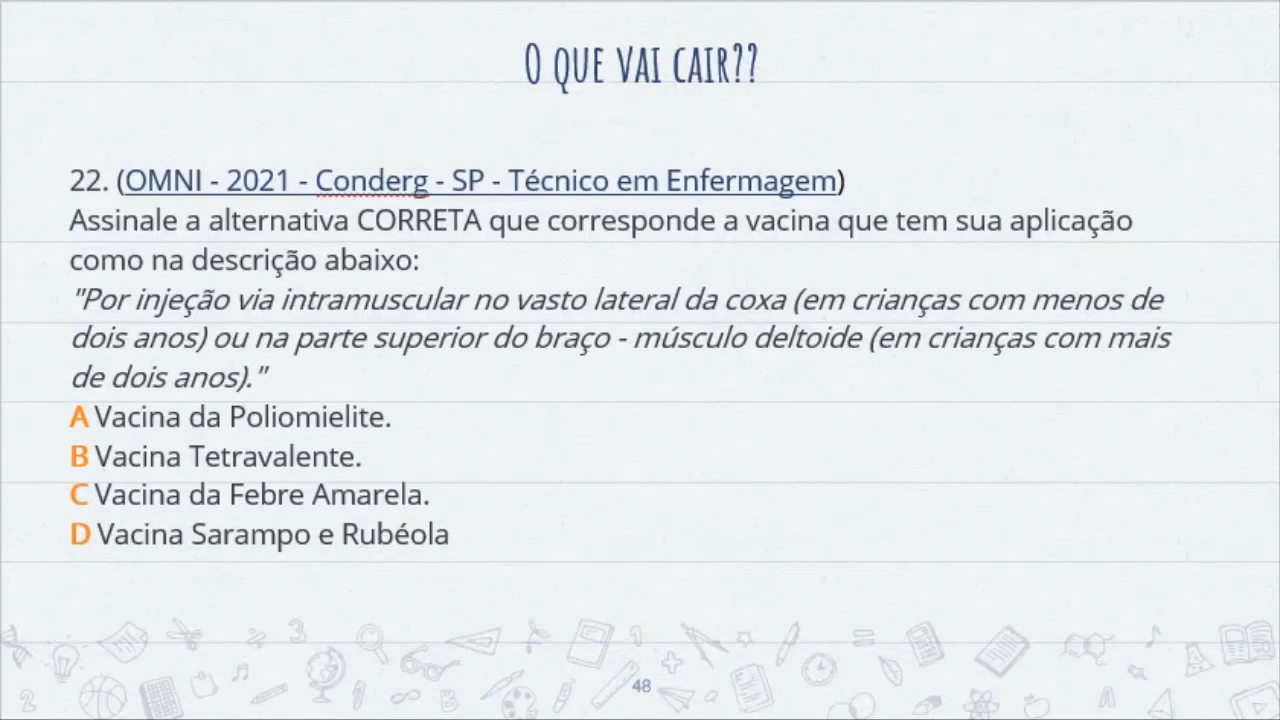 O QUE VAI CAIR??
22. (OMNI - 2021 - Conderg - SP - Técnico em Enfermagem)
Assinale a alternativa CORRETA que corresponde a vacina que tem sua aplicação
como na descrição abaixo:
"Por injeção via intramuscular no vasto lateral da coxa (em crianças com menos de
dois anos) ou na parte superior do braço - músculo deltoide (em crianças com mais
de dois anos)."
A Vacina da Poliomielite.
B Vacina Tetravalente.
C Vacina da Febre Amarela.
D Vacina Sarampo e Rubéola
48